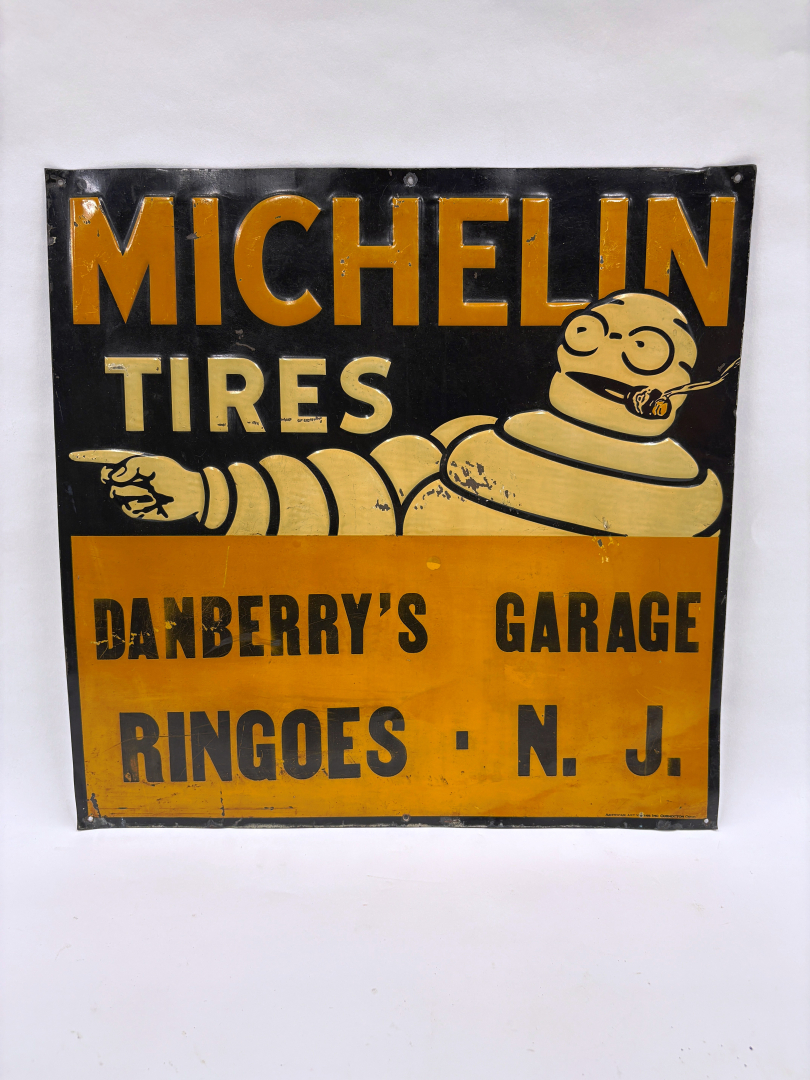 MICHELIN
TIRES
DANBERRY'S GARAGE
RINGOES · N. J.